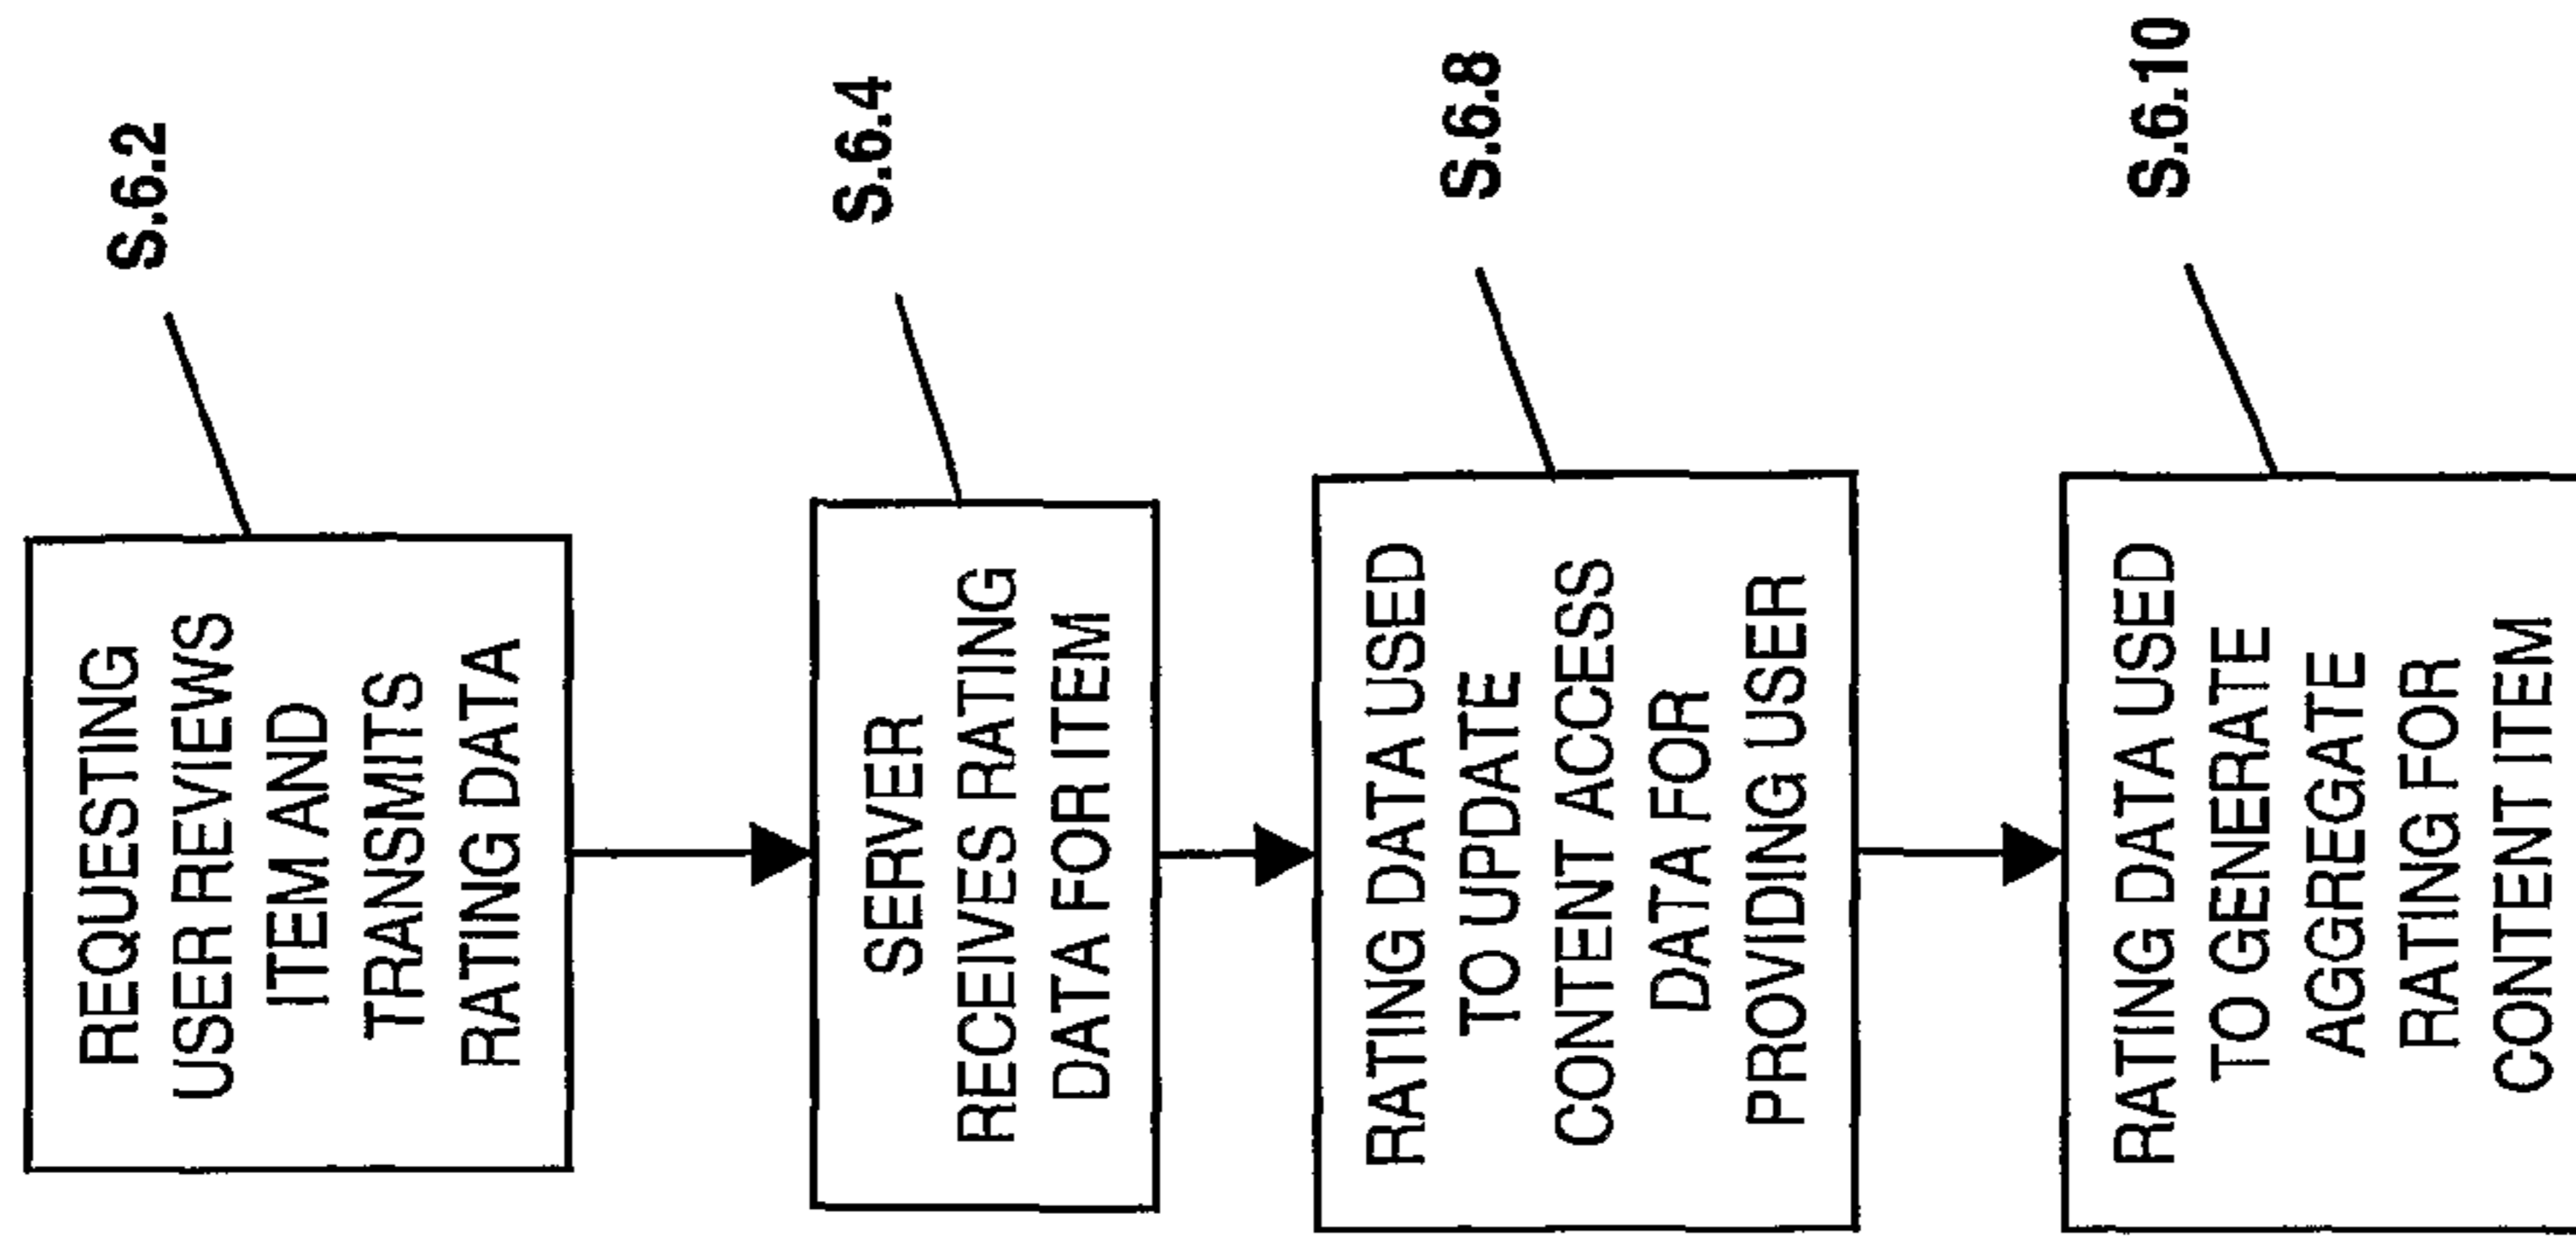 REQUESTING
USER REVIEWS
ITEM AND
TRANSMITS
RATING DATA
S.6.2
SERVER
RECEIVES RATING
DATA FOR ITEM
S.6.4
RATING DATA USED
TO UPDATE
CONTENT ACCESS
DATA FOR
PROVIDING USER
S.6.8
RATING DATA USED
TO GENERATE
AGGREGATE
RATING FOR
CONTENT ITEM
S.6.10